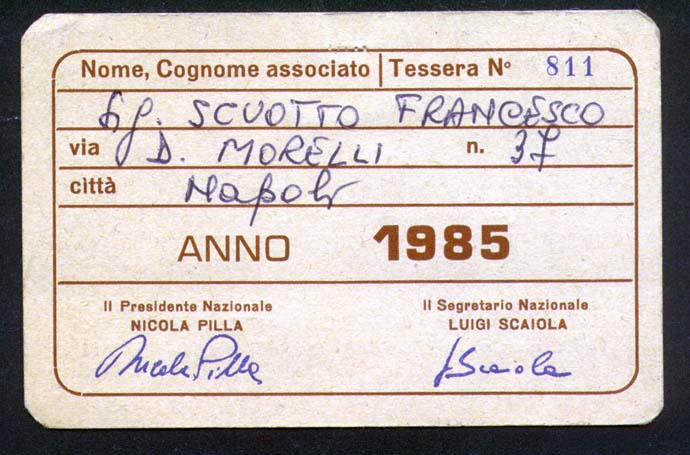 Nome, Cognome associato Tessera N° 811
Sg. SCUOTTO FRANCESCO
via D. MORELLI n. 37
città Napoli
ANNO 1985
Il Presidente Nazionale Il Segretario Nazionale
NICOLA PILLA LUIGI SCAIOLA
Nicola Pilla LScaiola